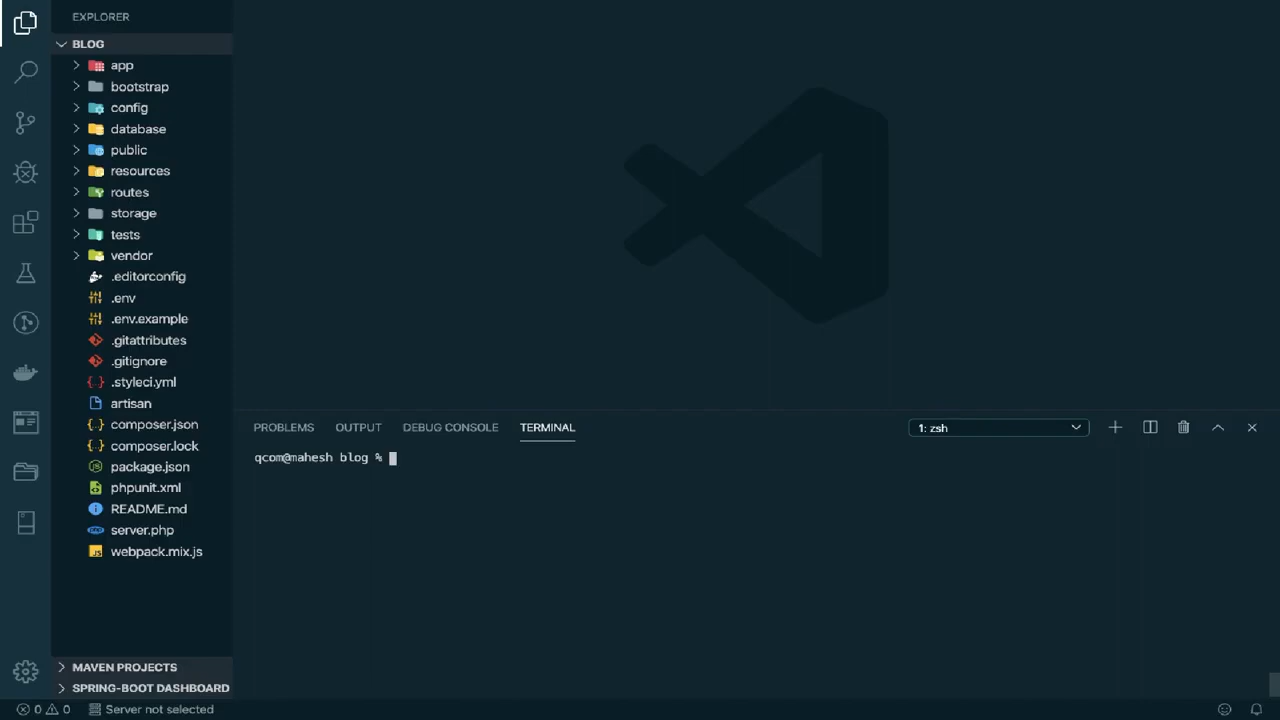 EXPLORER
BLOG
app
bootstrap
config
database
public
resources
routes
storage
tests
vendor
.editorconfig
.env
.env.example
.gitattributes
.gitignore
.styleci.yml
artisan
composer.json
composer.lock
package.json
phpunit.xml
README.md
server.php
webpack.mix.js
MAVEN PROJECTS
SPRING-BOOT DASHBOARD
PROBLEMS OUTPUT DEBUG CONSOLE TERMINAL 1: zsh
qcom@mahesh blog %
0 0 Server not selected